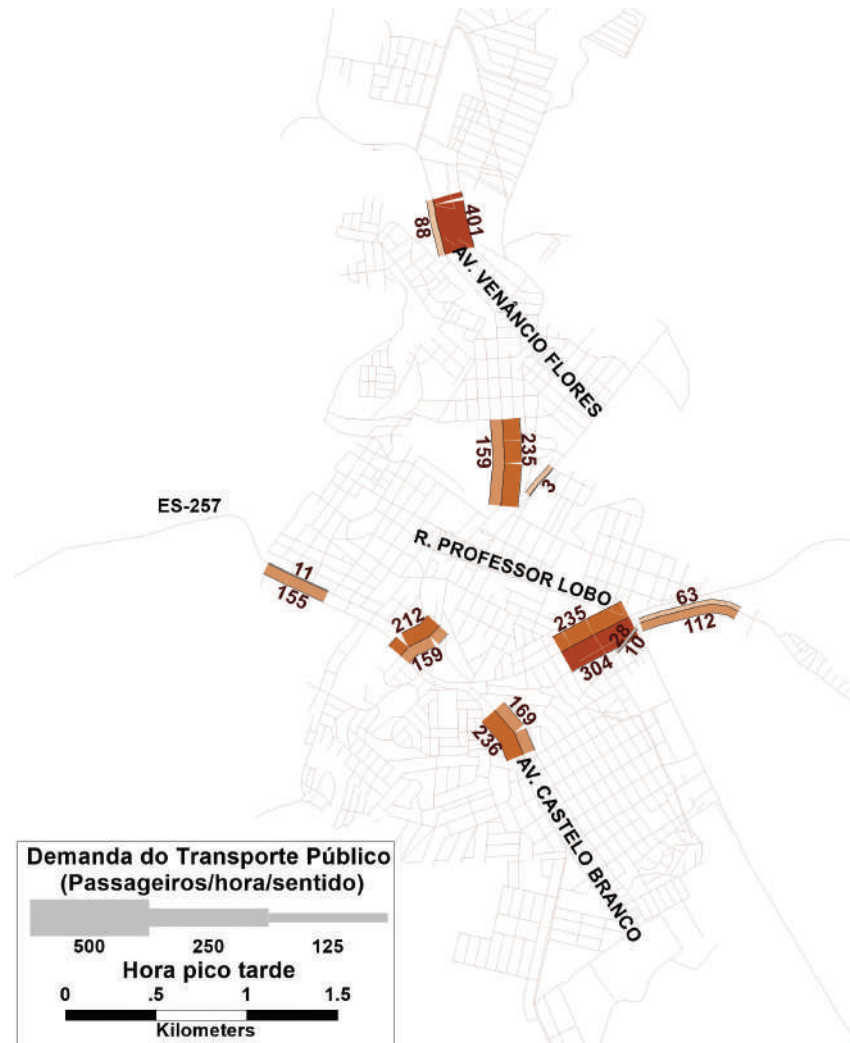 401
88
AV. VENÂNCIO FLORES
159
235
3
ES-257
R. PROFESSOR LOBO
11
155
63
112
235
28
10
304
212
159
169
236
AV. CASTELO BRANCO
Demanda do Transporte Público
(Passageiros/hora/sentido)
500 250 125
Hora pico tarde
0 .5 1 1.5
Kilometers